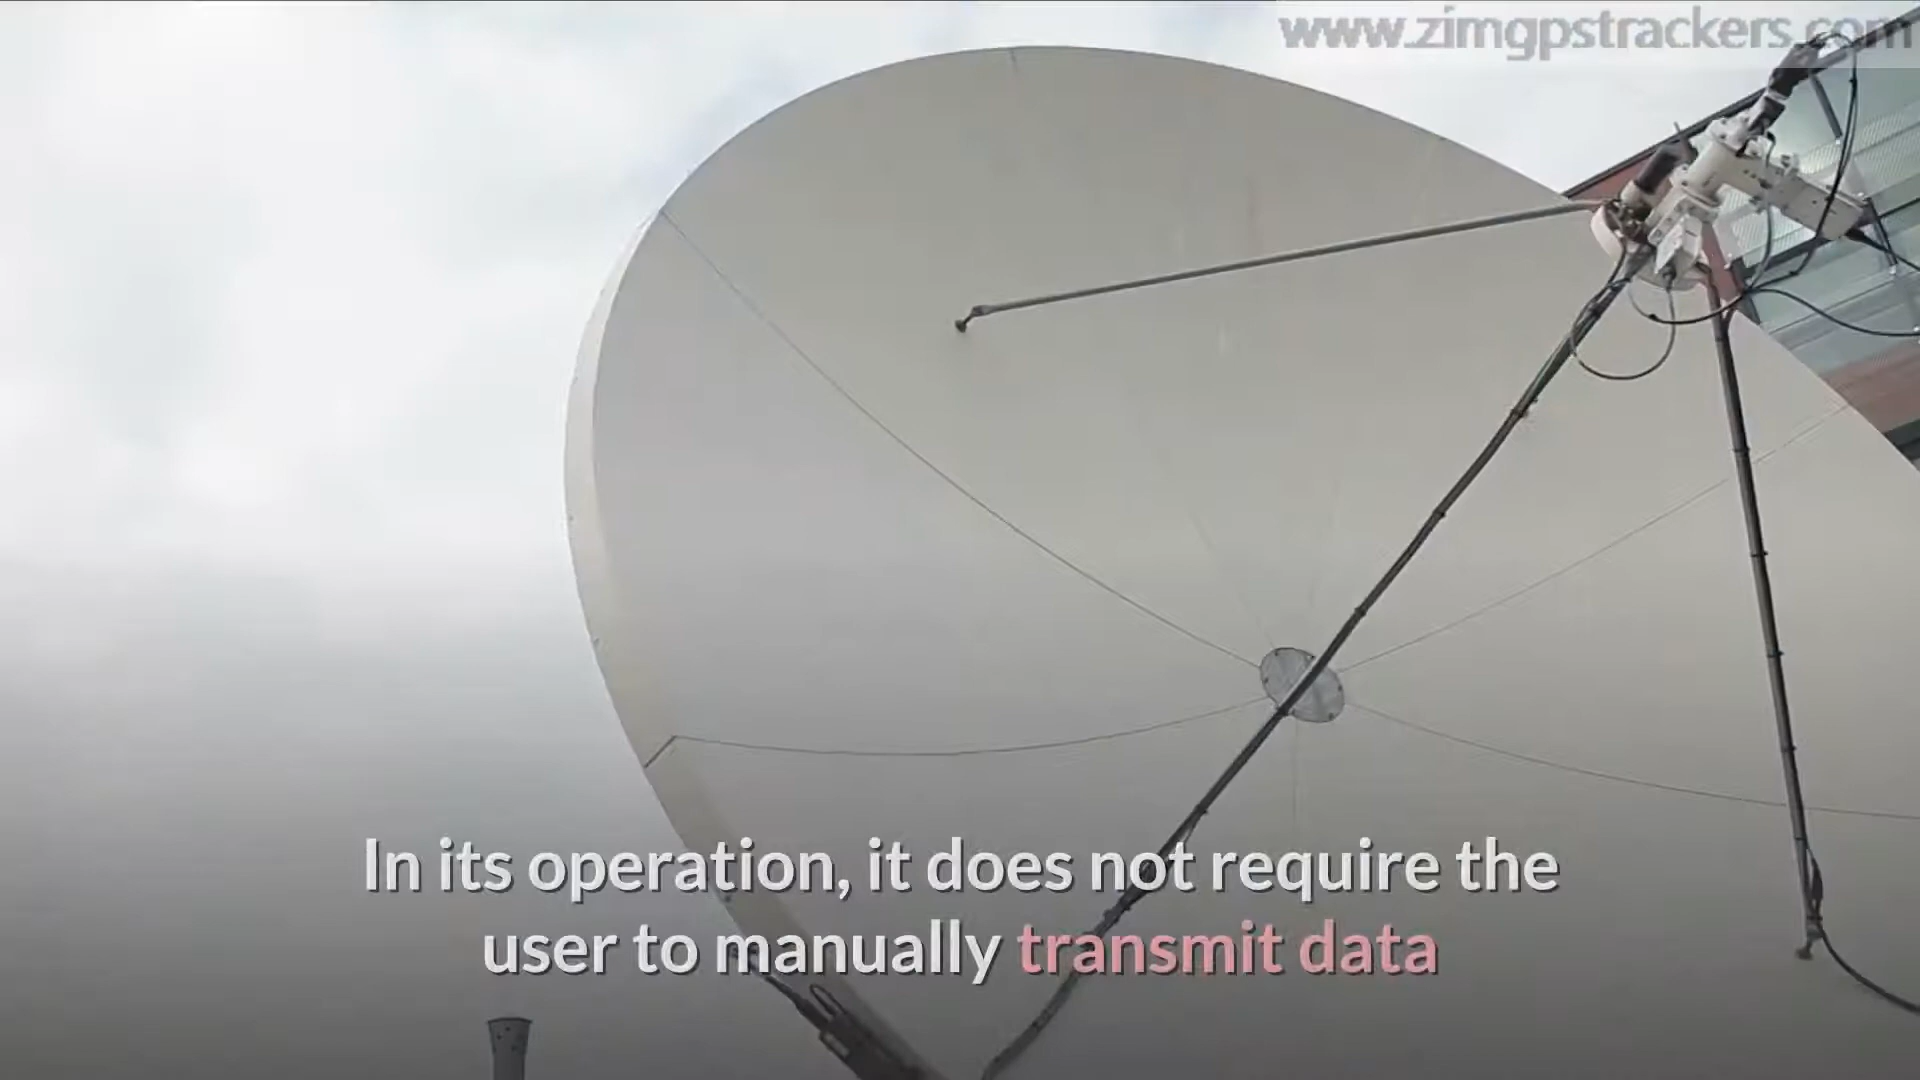 www.zimgpstrackers.com
In its operation, it does not require the
user to manually transmit data